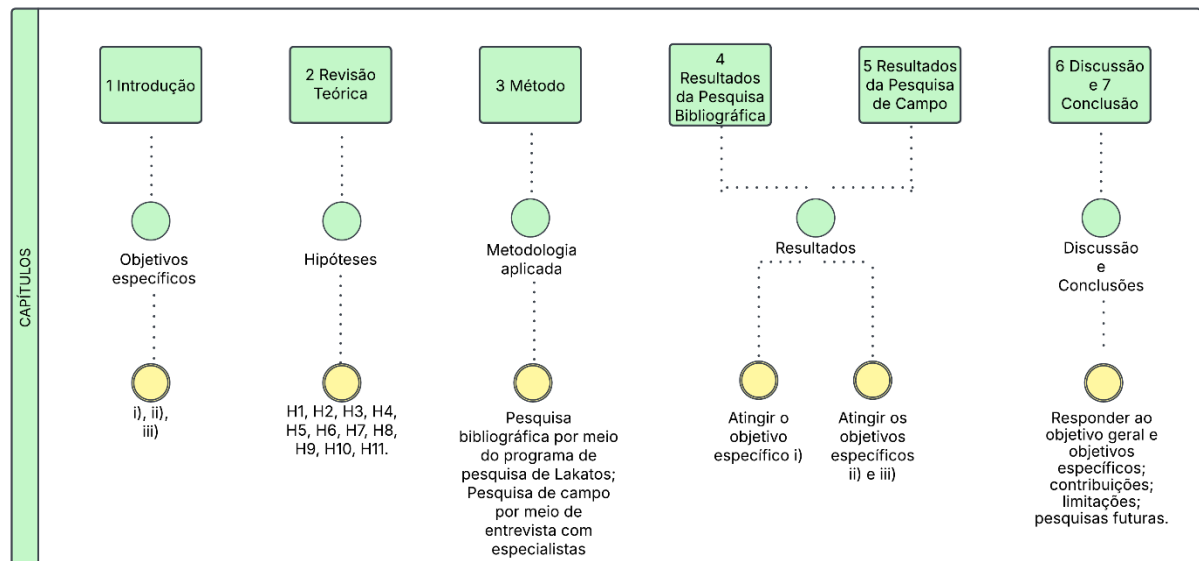 CAPÍTULOS
1 Introdução
2 Revisão
Teórica
3 Método
4
Resultados
da Pesquisa
Bibliográfica
5 Resultados
da Pesquisa
de Campo
6 Discussão
e 7
Conclusão
Objetivos
específicos
Hipóteses
Metodologia
aplicada
Resultados
Discussão
e
Conclusões
i), ii),
iii)
H1, H2, H3, H4,
H5, H6, H7, H8,
H9, H10, H11.
Pesquisa
bibliográfica por meio
do programa de
pesquisa de Lakatos;
Pesquisa de campo
por meio de
entrevista com
especialistas
Atingir o
objetivo
específico i)
Atingir os
objetivos
específicos
ii) e iii)
Responder ao
objetivo geral e
objetivos
específicos;
contribuições;
limitações;
pesquisas futuras.